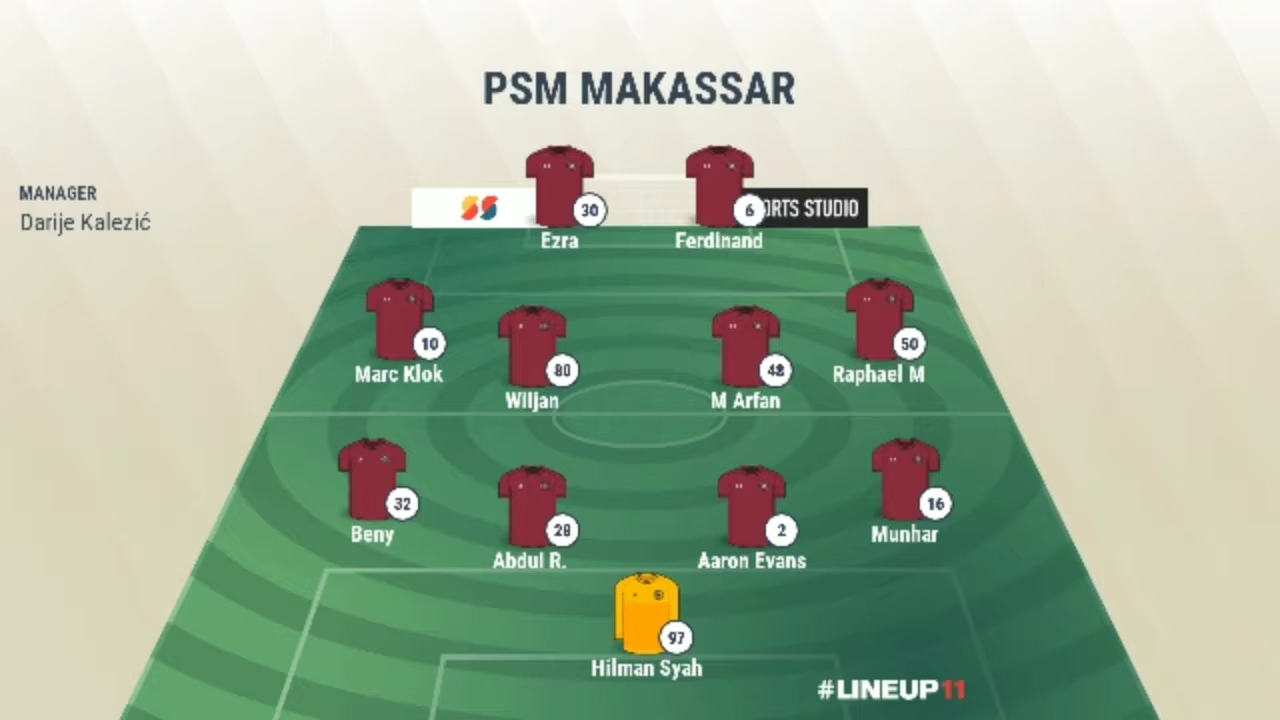 PSM MAKASSAR
MANAGER
Darije Kalezić
ORTS STUDIO
30
6
Ezra
Ferdinand
10
80
48
50
Marc Klok
Wiljan
M Arfan
Raphael M
32
28
2
16
Beny
Abdul R.
Aaron Evans
Munhar
97
Hilman Syah
#LINEUP11